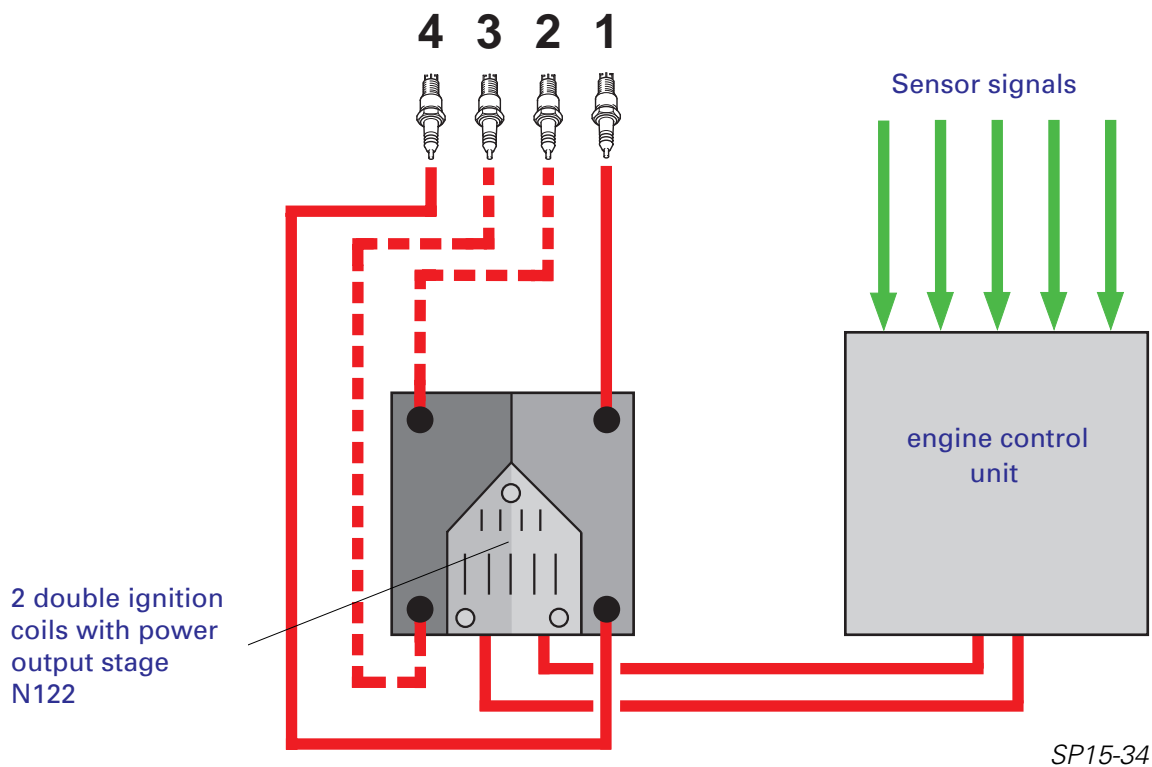 4 3 2 1
Sensor signals
engine control
unit
2 double ignition
coils with power
output stage
N122
SP15-34